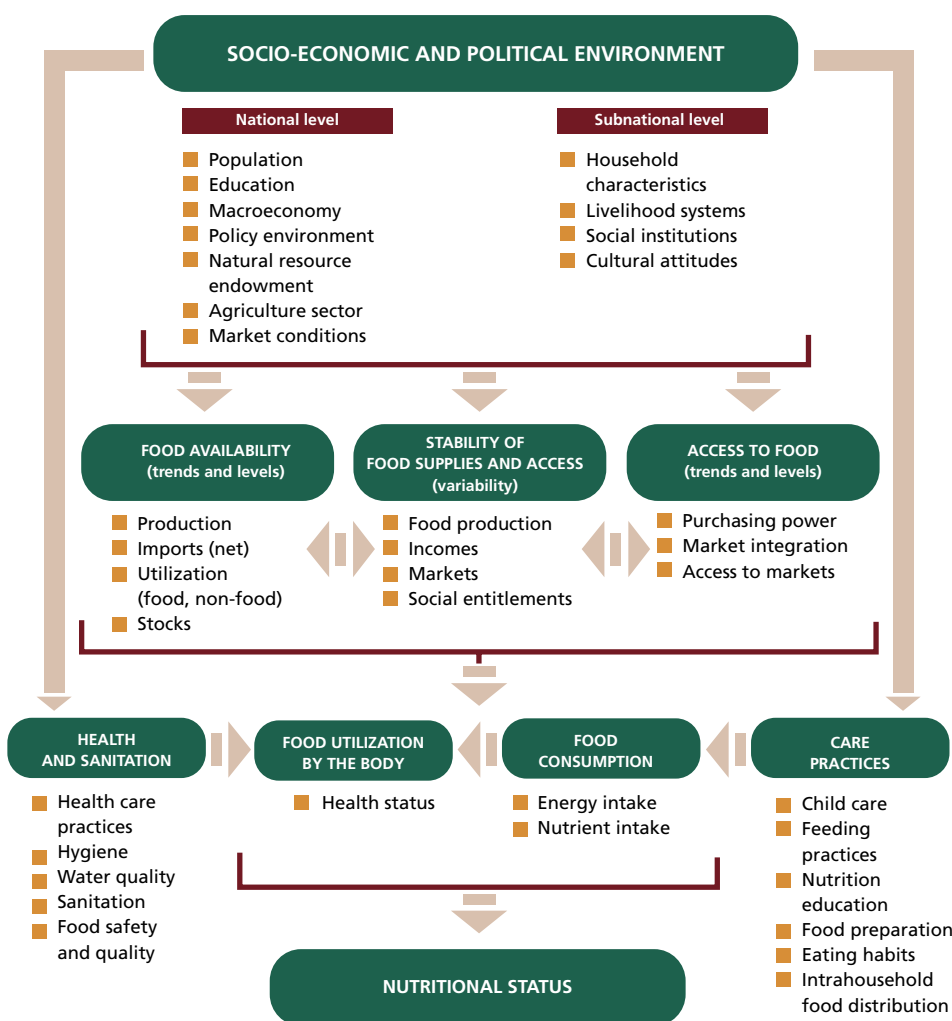 SOCIO-ECONOMIC AND POLITICAL ENVIRONMENT
National level
Population
Education
Macroeconomy
Policy environment
Natural resource
endowment
Agriculture sector
Market conditions
Subnational level
Household
characteristics
Livelihood systems
Social institutions
Cultural attitudes
FOOD AVAILABILITY
(trends and levels)
Production
Imports (net)
Utilization
(food, non-food)
Stocks
STABILITY OF
FOOD SUPPLIES AND ACCESS
(variability)
Food production
Incomes
Markets
Social entitlements
ACCESS TO FOOD
(trends and levels)
Purchasing power
Market integration
Access to markets
HEALTH
AND SANITATION
Health care
practices
Hygiene
Water quality
Sanitation
Food safety
and quality
FOOD UTILIZATION
BY THE BODY
Health status
FOOD
CONSUMPTION
Energy intake
Nutrient intake
CARE
PRACTICES
Child care
Feeding
practices
Nutrition
education
Food preparation
Eating habits
Intrahousehold
food distribution
NUTRITIONAL STATUS